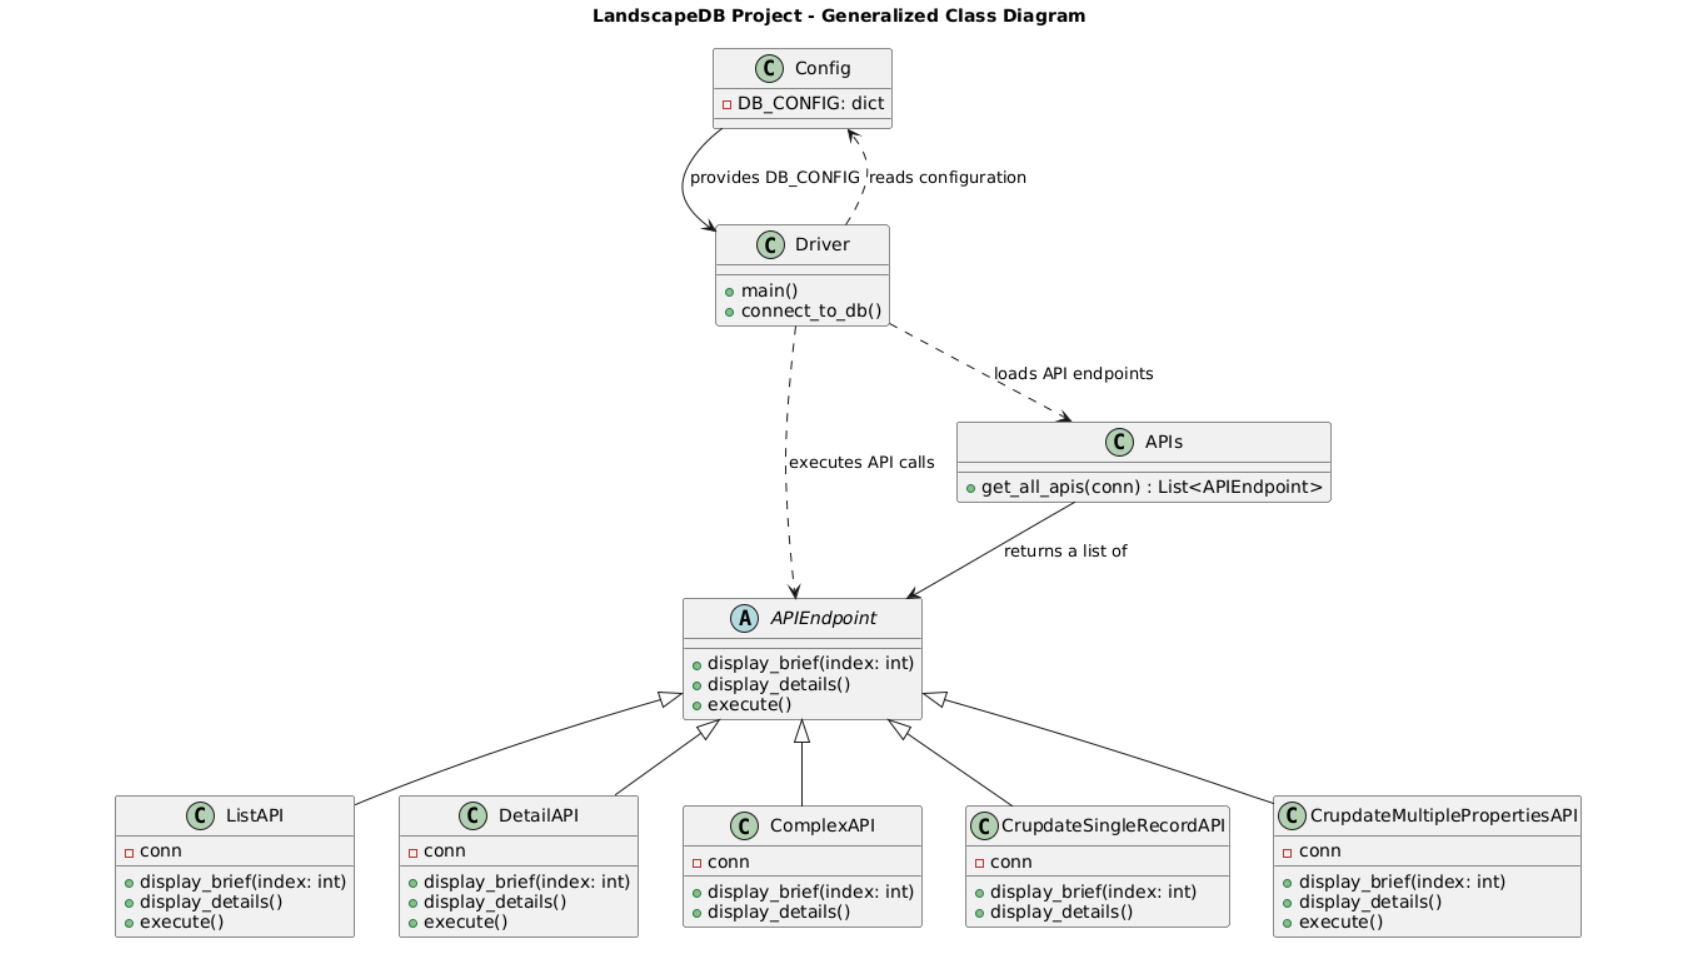 LandscapeDB Project - Generalized Class Diagram
C Config
DB_CONFIG: dict
provides DB_CONFIG
reads configuration
C Driver
main()
connect_to_db()
loads API endpoints
C APIs
get_all_apis(conn) : List<APIEndpoint>
executes API calls
returns a list of
A APIEndpoint
display_brief(index: int)
display_details()
execute()
C ListAPI
conn
display_brief(index: int)
display_details()
execute()
C DetailAPI
conn
display_brief(index: int)
display_details()
execute()
C ComplexAPI
conn
display_brief(index: int)
display_details()
C CrupdateSingleRecordAPI
conn
display_brief(index: int)
display_details()
C CrupdateMultiplePropertiesAPI
conn
display_brief(index: int)
display_details()
execute()